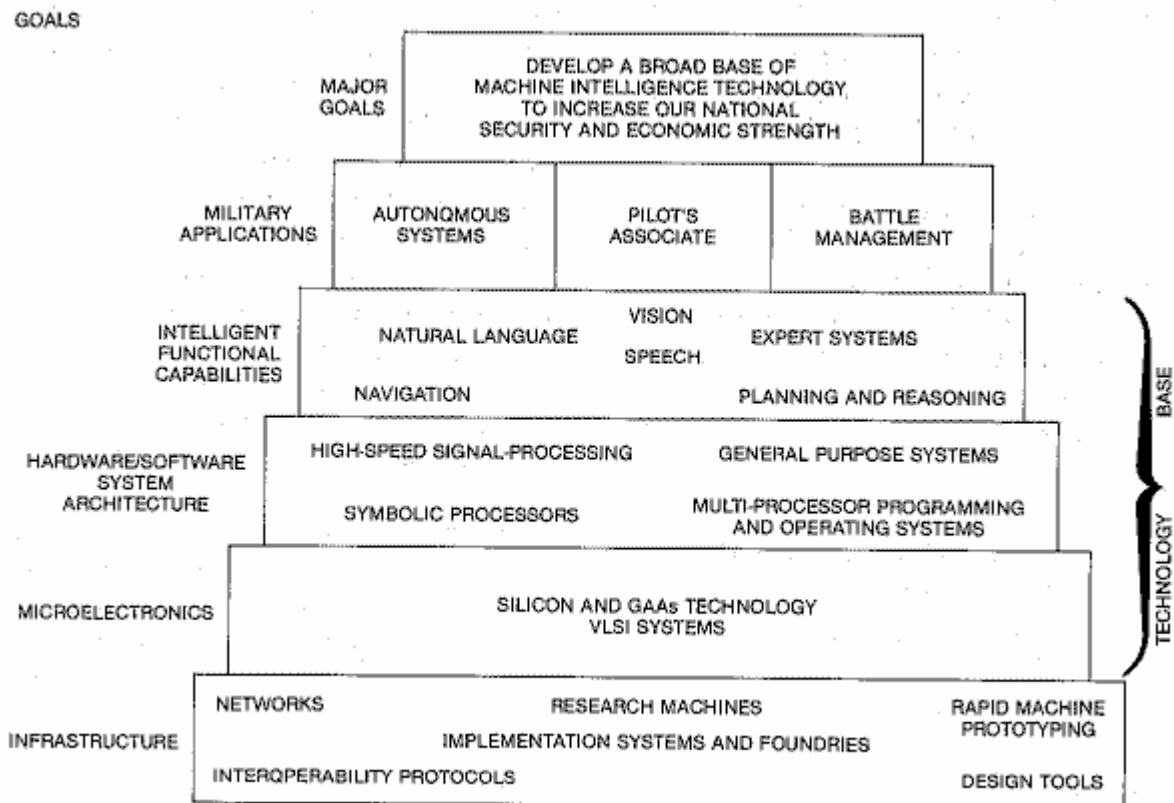 GOALS
MAJOR
GOALS
DEVELOP A BROAD BASE OF
MACHINE INTELLIGENCE TECHNOLOGY
TO INCREASE OUR NATIONAL
SECURITY AND ECONOMIC STRENGTH
MILITARY
APPLICATIONS
AUTONOMOUS
SYSTEMS
PILOT'S
ASSOCIATE
BATTLE
MANAGEMENT
INTELLIGENT
FUNCTIONAL
CAPABILITIES
NATURAL LANGUAGE
VISION
SPEECH
EXPERT SYSTEMS
NAVIGATION
PLANNING AND REASONING
HARDWARE/SOFTWARE
SYSTEM
ARCHITECTURE
HIGH-SPEED SIGNAL-PROCESSING
GENERAL PURPOSE SYSTEMS
SYMBOLIC PROCESSORS
MULTI-PROCESSOR PROGRAMMING
AND OPERATING SYSTEMS
MICROELECTRONICS
SILICON AND GAAs TECHNOLOGY
VLSI SYSTEMS
TECHNOLOGY BASE
INFRASTRUCTURE
NETWORKS
RESEARCH MACHINES
RAPID MACHINE
PROTOTYPING
IMPLEMENTATION SYSTEMS AND FOUNDRIES
INTEROPERABILITY PROTOCOLS
DESIGN TOOLS